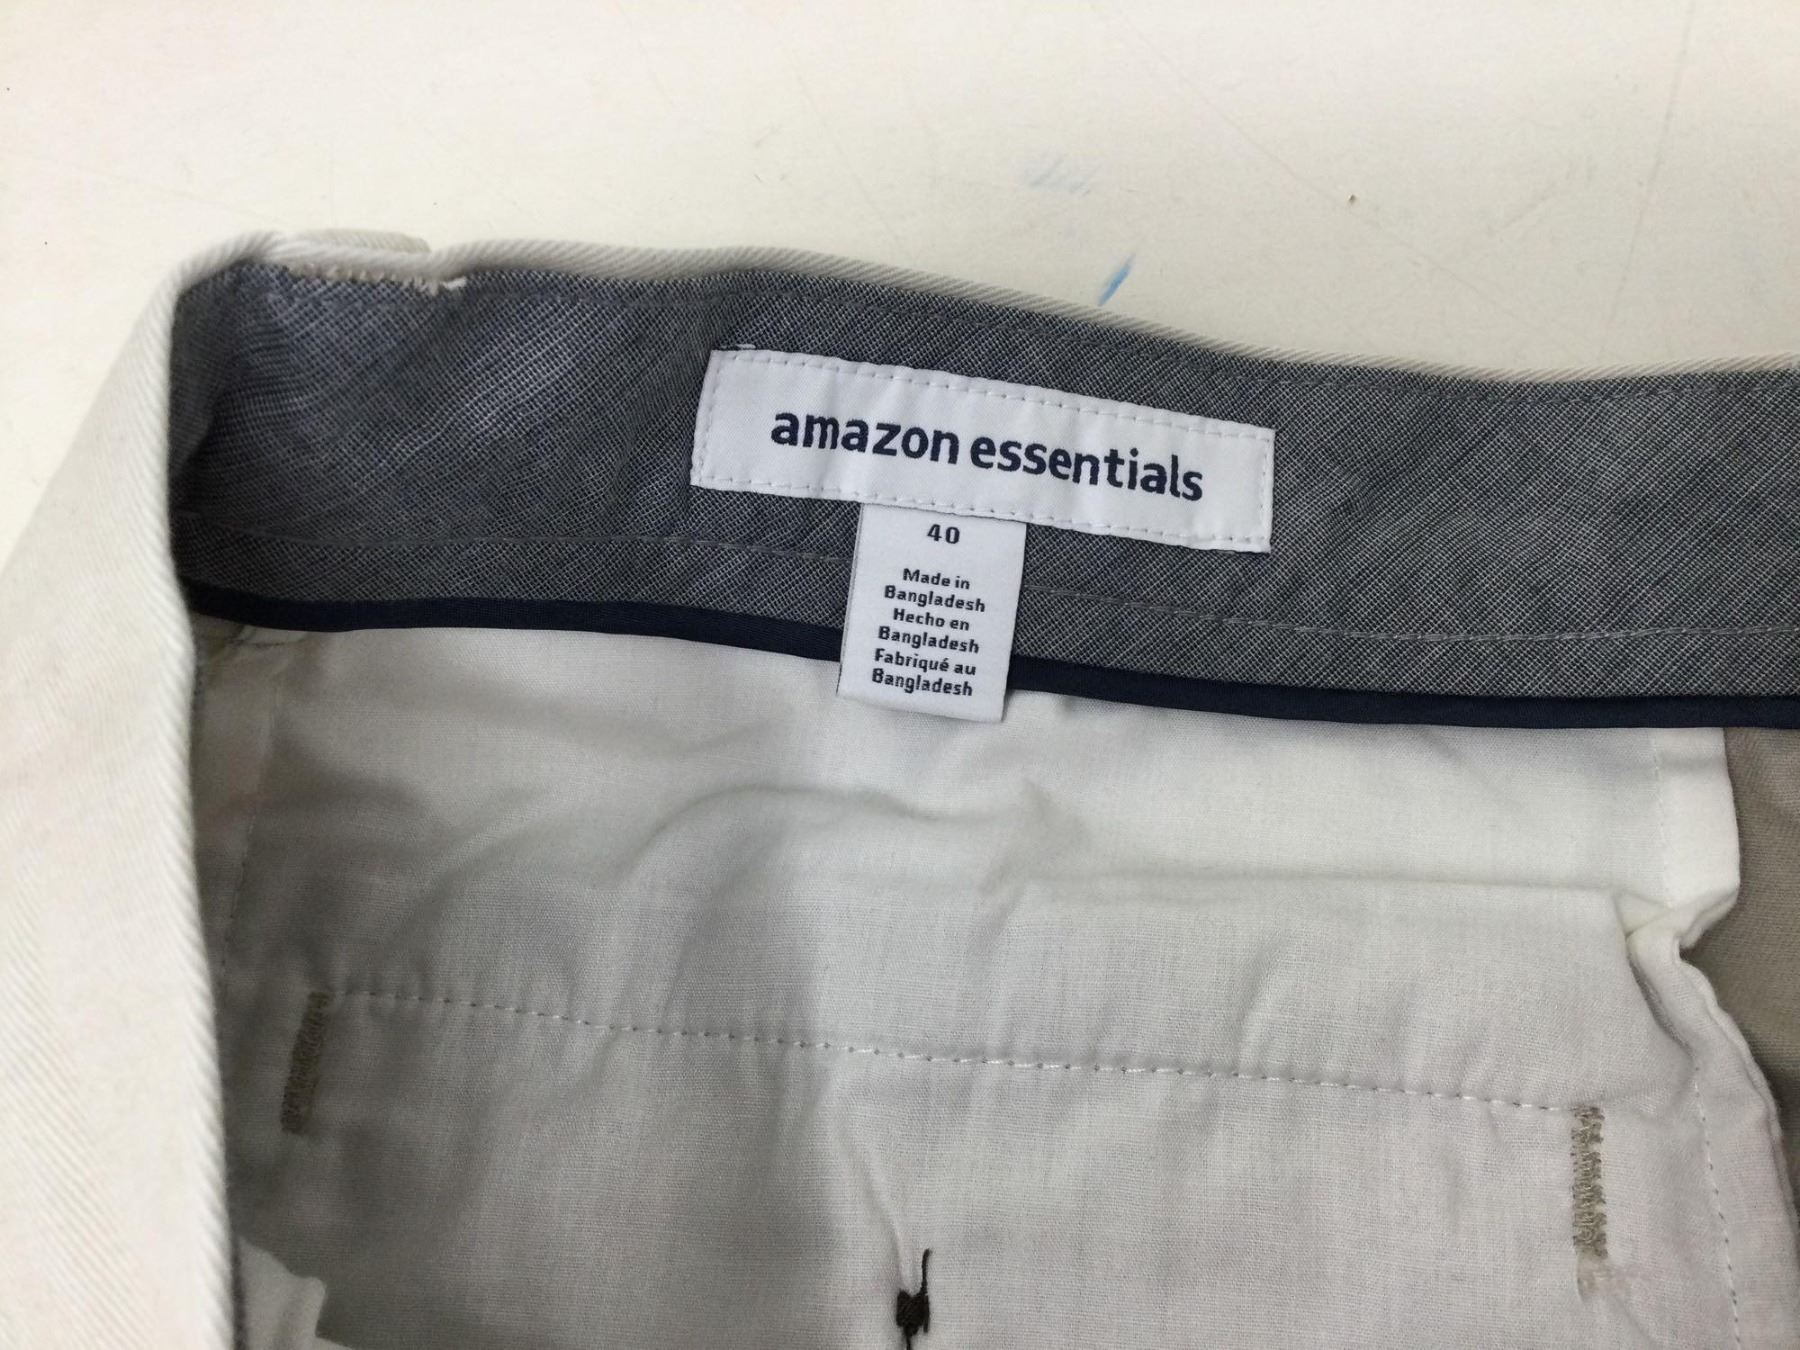 amazon essentials
40
Made in
Bangladesh
Hecho en
Bangladesh
Fabriqué au
Bangladesh